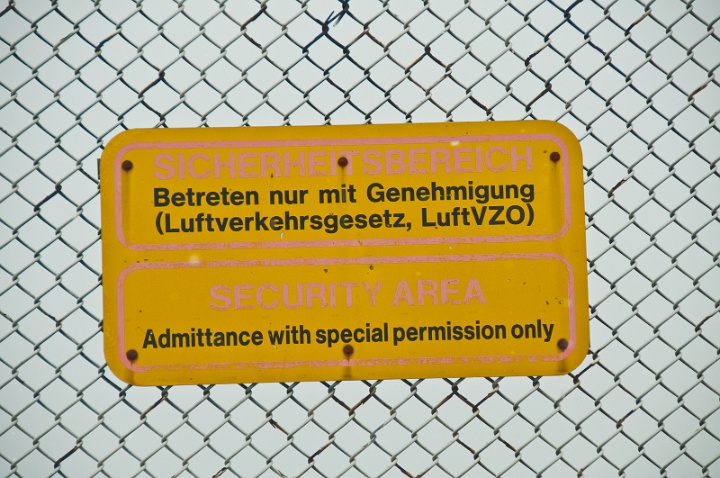 SICHERHEITSBEREICH
Betreten nur mit Genehmigung
(Luftverkehrsgesetz, LuftVZO)
SECURITY AREA
Admittance with special permission only